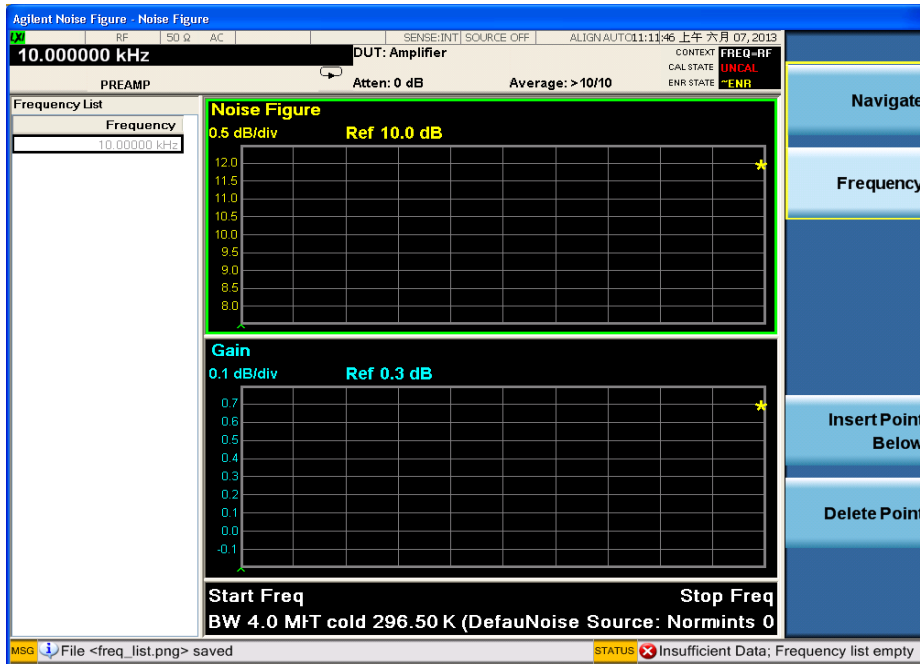 Agilent Noise Figure - Noise Figure
LXI RF 50 Ω AC SENSE:INT SOURCE OFF ALIGN AUTO 11:11:46 上午 六月 07, 2013
10.000000 kHz
DUT: Amplifier
CONTEXT FREQ=RF
CAL STATE UNCAL
PREAMP
Atten: 0 dB
Average: >10/10
ENR STATE ~ENR
Frequency List
Frequency
10.00000 kHz
Noise Figure
0.5 dB/div Ref 10.0 dB
12.0
11.5
11.0
10.5
10.0
9.5
9.0
8.5
8.0
Gain
0.1 dB/div Ref 0.3 dB
0.7
0.6
0.5
0.4
0.3
0.2
0.1
0.0
-0.1
Start Freq Stop Freq
BW 4.0 MHT cold 296.50 K (DefauNoise Source: Normints 0
Navigate
Frequency
Insert Point
Below
Delete Point
MSG File <freq_list.png> saved
STATUS Insufficient Data; Frequency list empty